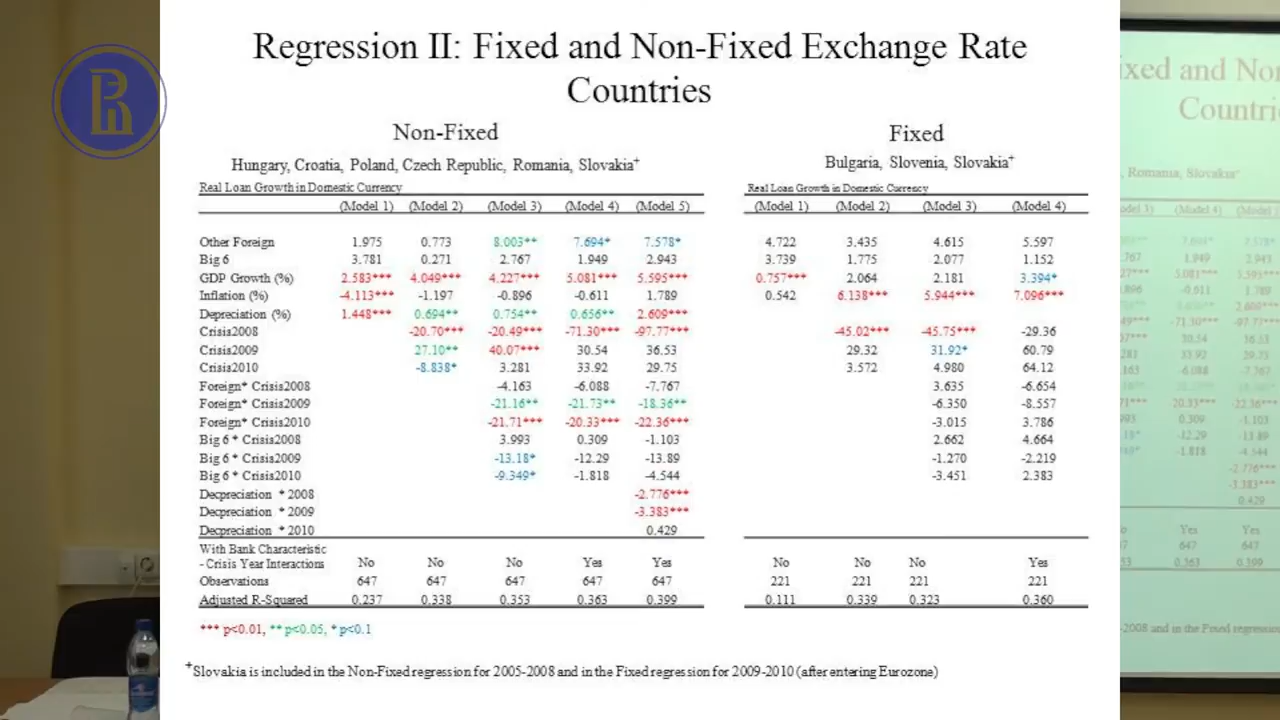 Regression II: Fixed and Non-Fixed Exchange Rate
Countries
Non-Fixed
Hungary, Croatia, Poland, Czech Republic, Romania, Slovakia+
Real Loan Growth in Domestic Currency
(Model 1) (Model 2) (Model 3) (Model 4) (Model 5)
Other Foreign 1.975 0.773 8.003** 7.694* 7.578*
Big 6 3.781 0.271 2.767 1.949 2.943
GDP Growth (%) 2.583*** 4.049*** 4.227*** 5.081*** 5.595***
Inflation (%) -4.113*** -1.197 -0.896 -0.611 1.789
Depreciation (%) 1.448*** 0.694** 0.754** 0.656** 2.609***
Crisis2008 -20.70*** -20.49*** -71.30*** -97.77***
Crisis2009 27.10** 40.07*** 30.54 36.53
Crisis2010 -8.838* 3.281 33.92 29.75
Foreign* Crisis2008 -4.163 -6.088 -7.767
Foreign* Crisis2009 -21.16** -21.73** -18.36**
Foreign* Crisis2010 -21.71*** -20.33*** -22.36***
Big 6 * Crisis2008 3.993 0.309 -1.103
Big 6 * Crisis2009 -13.18* -12.29 -13.89
Big 6 * Crisis2010 -9.349* -1.818 -4.544
Decpreciation * 2008 -2.776***
Decpreciation * 2009 -3.383***
Decpreciation * 2010 0.429
With Bank Characteristic
- Crisis Year Interactions No No No Yes Yes
Observations 647 647 647 647 647
Adjusted R-Squared 0.237 0.338 0.353 0.363 0.399
*** p<0.01, ** p<0.05, * p<0.1
Fixed
Bulgaria, Slovenia, Slovakia+
Real Loan Growth in Domestic Currency
(Model 1) (Model 2) (Model 3) (Model 4)
4.722 3.435 4.615 5.597
3.739 1.775 2.077 1.152
0.757*** 2.064 2.181 3.394*
0.542 6.138*** 5.944*** 7.096***
-45.02*** -45.75*** -29.36
29.32 31.92* 60.79
3.572 4.980 64.12
3.635 -6.654
-6.350 -8.557
-3.015 3.786
2.662 4.664
-1.270 -2.219
-3.451 2.383
No No No Yes
221 221 221 221
0.111 0.339 0.323 0.360
+Slovakia is included in the Non-Fixed regression for 2005-2008 and in the Fixed regression for 2009-2010 (after entering Eurozone)